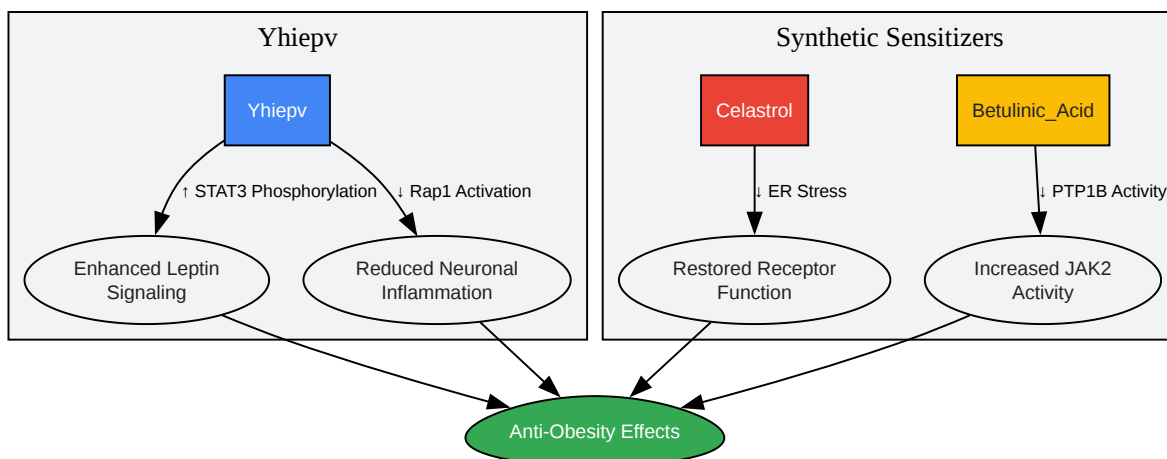 Yhiepv
Synthetic Sensitizers
Yhiepv
Celastrol
Betulinic_Acid
↑ STAT3 Phosphorylation
↓ Rap1 Activation
↓ ER Stress
↓ PTP1B Activity
Enhanced Leptin
Signaling
Reduced Neuronal
Inflammation
Restored Receptor
Function
Increased JAK2
Activity
Anti-Obesity Effects